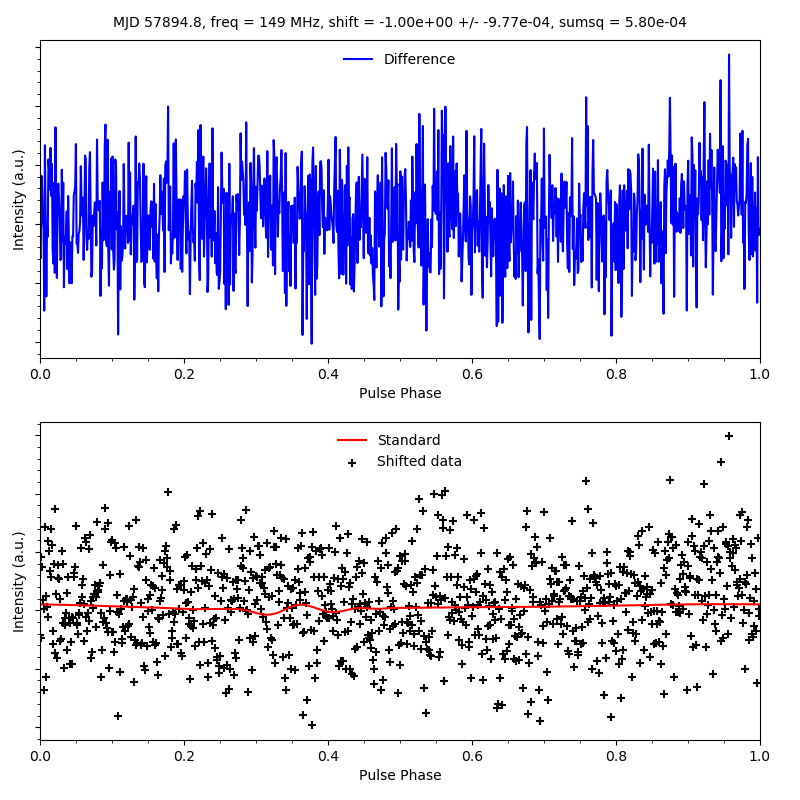 MJD 57894.8, freq = 149 MHz, shift = -1.00e+00 +/- -9.77e-04, sumsq = 5.80e-04
Difference
Intensity (a.u.)
0.0 0.2 0.4 0.6 0.8 1.0
Pulse Phase
Standard
Shifted data
Intensity (a.u.)
0.0 0.2 0.4 0.6 0.8 1.0
Pulse Phase